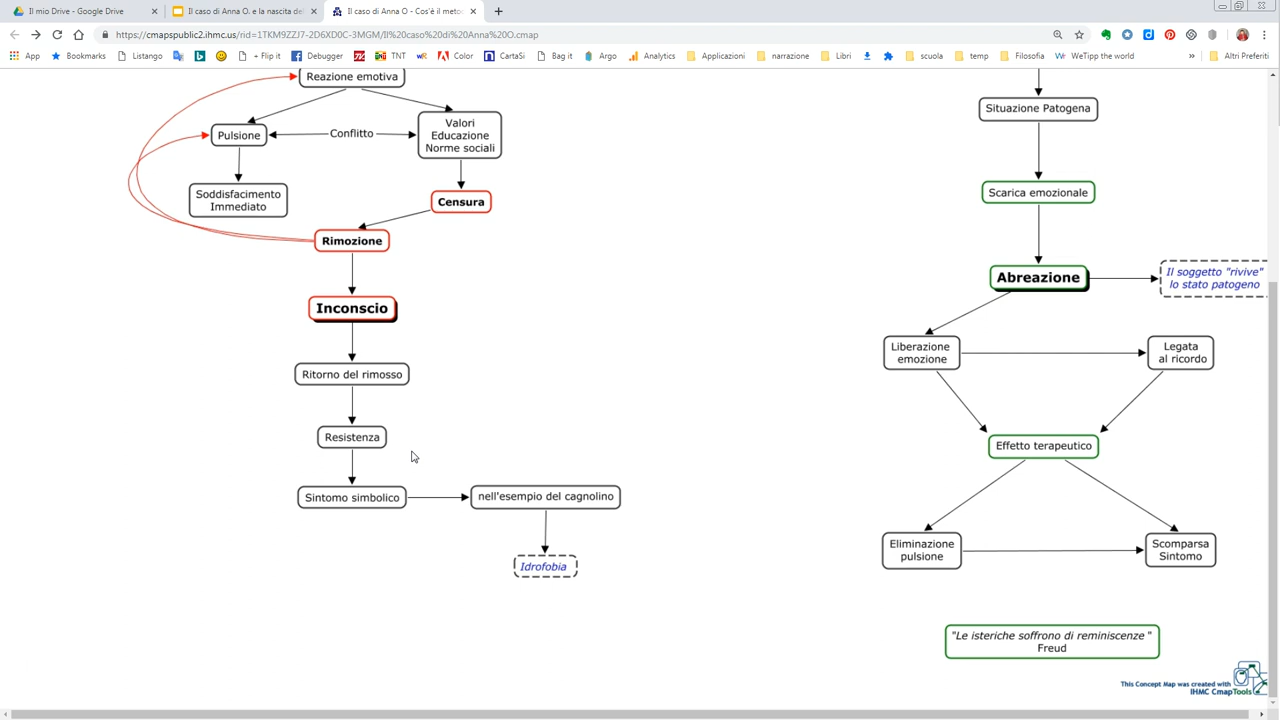 Il mio Drive - Google Drive
Il caso di Anna O. e la nascita del
Il caso di Anna O - Cos'è il meto
https://cmapspublic2.ihmc.us/rid=1TKM9ZZJ7-2D6XD0C-3MGM/Il%20caso%20di%20Anna%20O.cmap
App
Bookmarks
Listango
+ Flip it
Debugger
TNT
Color
CartaSi
Bag it
Argo
Analytics
Applicazioni
narrazione
Libri
scuola
temp
Filosofia
WeTipp the world
»
Altri Preferiti
Reazione emotiva
Pulsione
Conflitto
Valori
Educazione
Norme sociali
Soddisfacimento
Immediato
Censura
Rimozione
Inconscio
Ritorno del rimosso
Resistenza
Sintomo simbolico
nell'esempio del cagnolino
Idrofobia
Situazione Patogena
Scarica emozionale
Abreazione
Il soggetto "rivive"
lo stato patogeno
Liberazione
emozione
Legata
al ricordo
Effetto terapeutico
Eliminazione
pulsione
Scomparsa
Sintomo
"Le isteriche soffrono di reminiscenze "
Freud
This Concept Map was created with
IHMC CmapTools